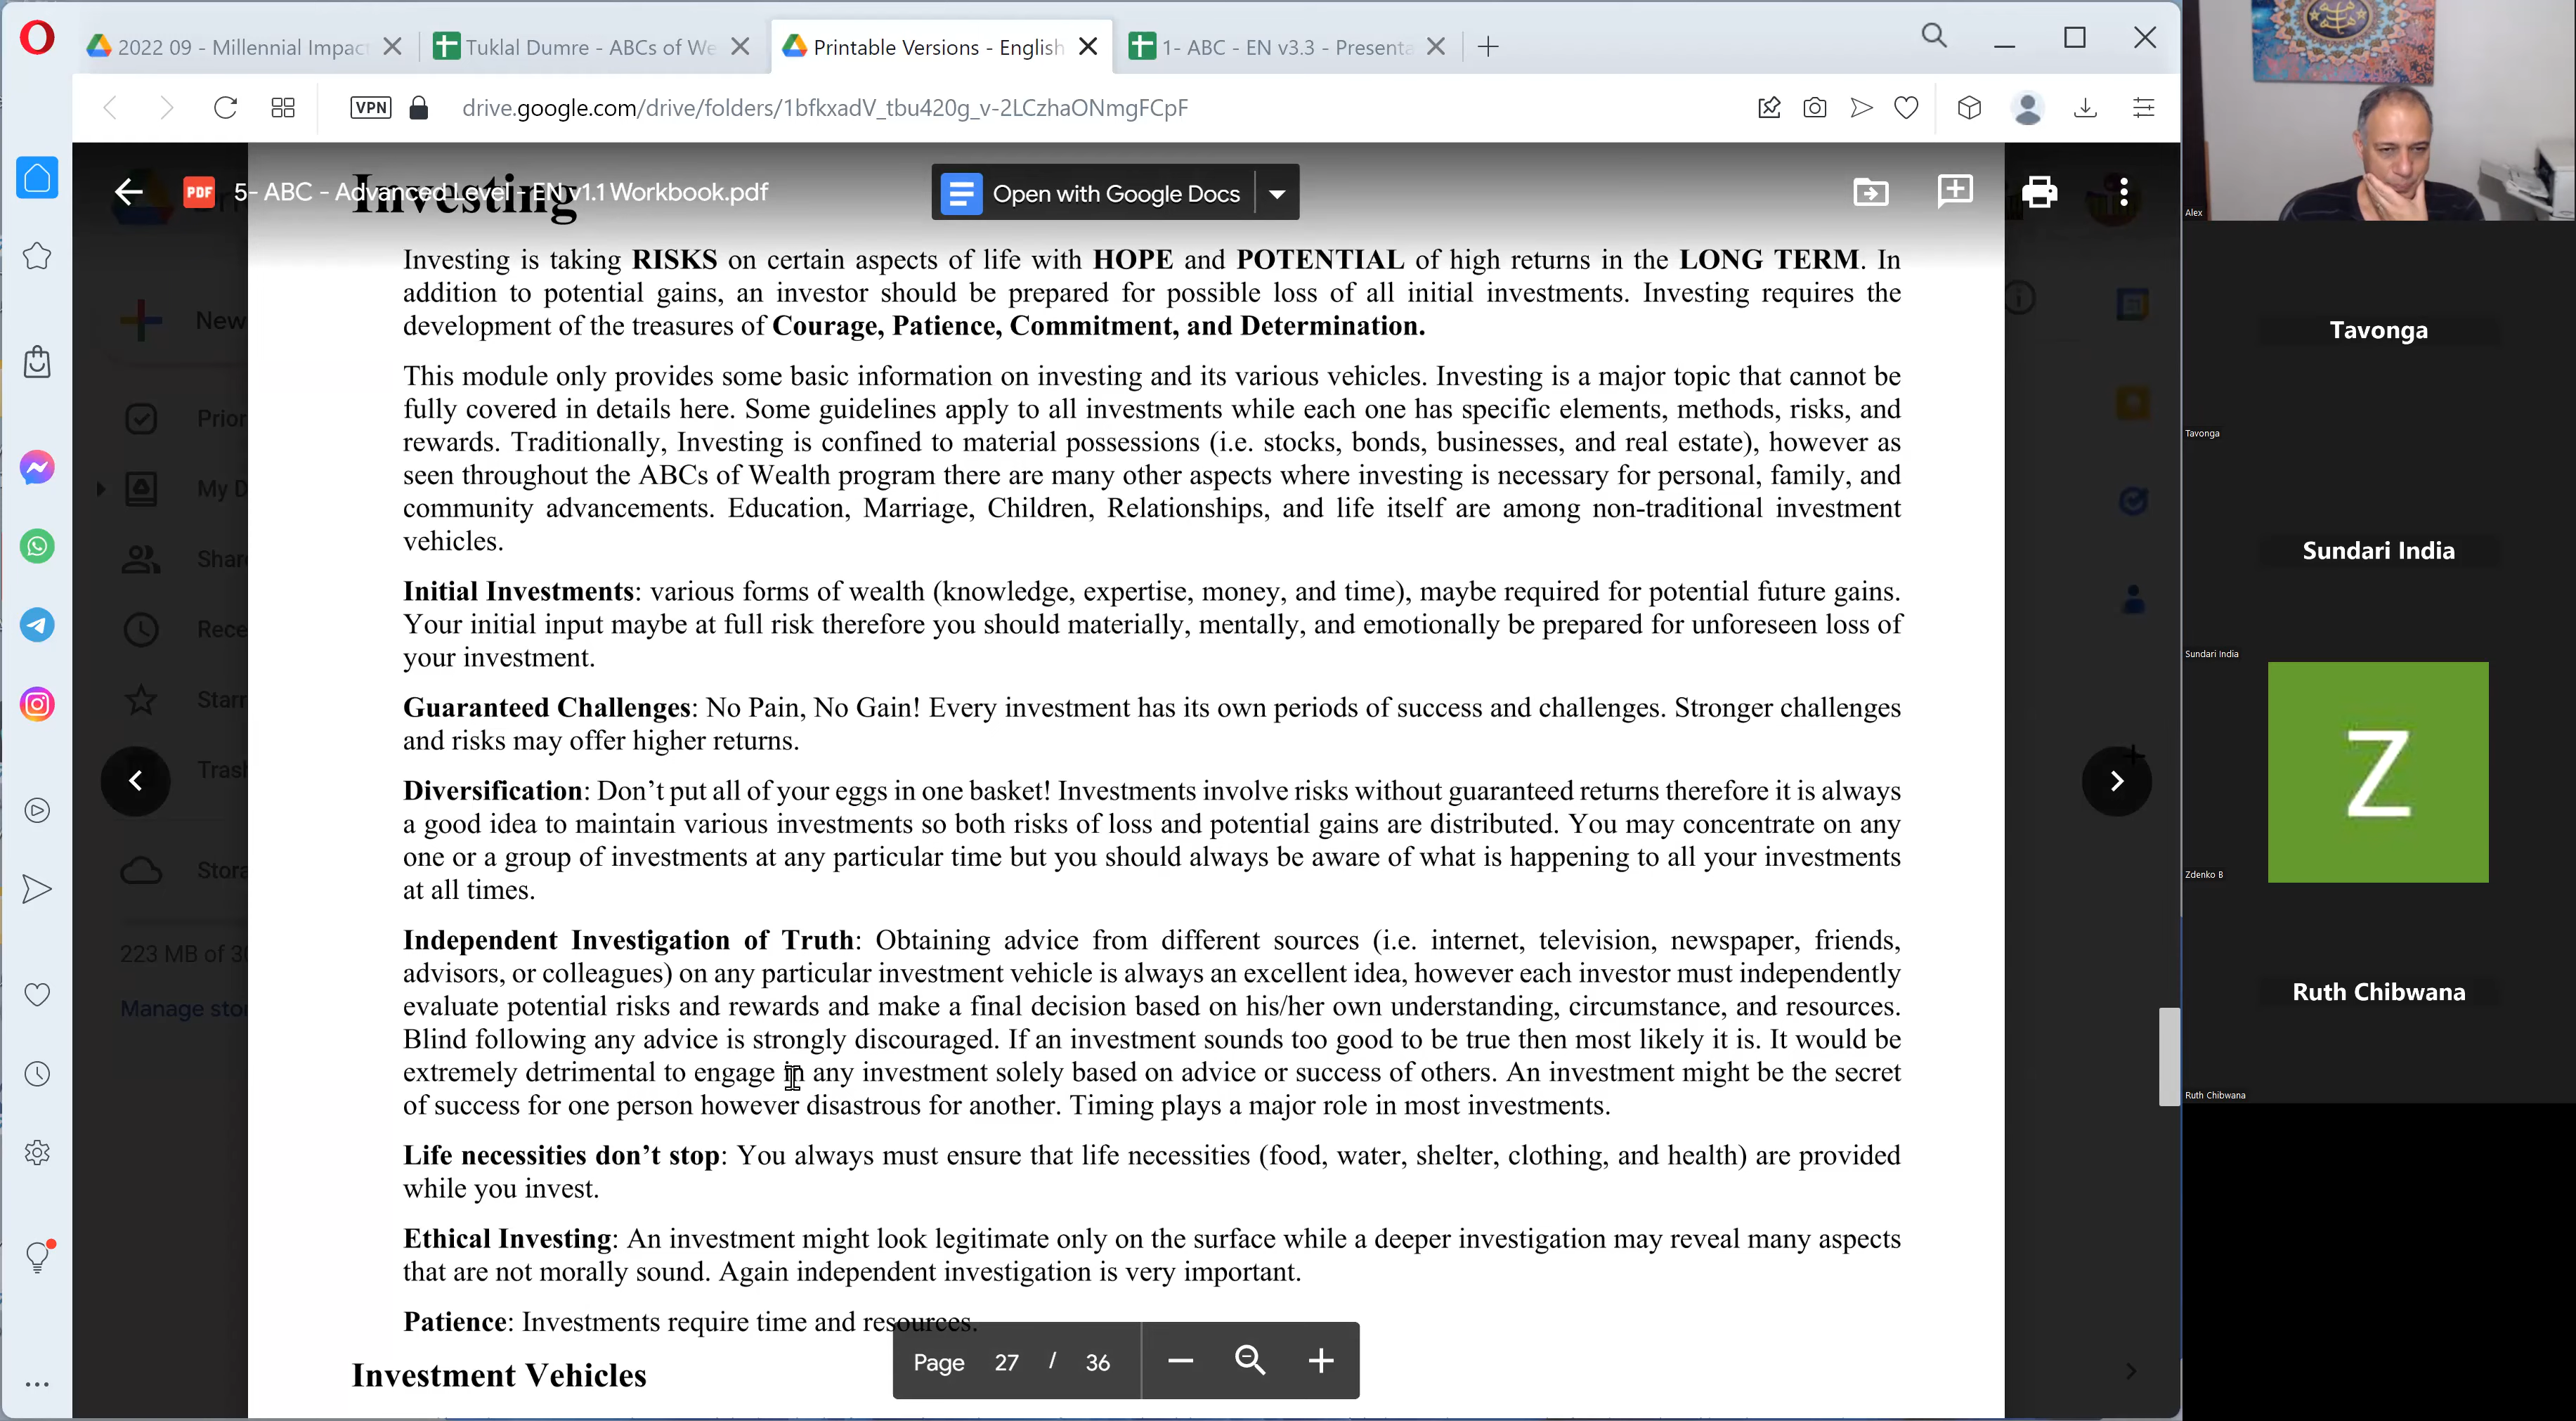 2022 09 - Millennial Impac
Tuklal Dumre - ABCs of We
Printable Versions - English
1- ABC - EN v3.3 - Presenta
VPN
drive.google.com/drive/folders/1bfkxadV_tbu420g_v-2LCzhaONmgFCpF
Investing
PDF
5- ABC - Advanced Level - EN v1.1 Workbook.pdf
Open with Google Docs
Investing is taking RISKS on certain aspects of life with HOPE and POTENTIAL of high returns in the LONG TERM. In
addition to potential gains, an investor should be prepared for possible loss of all initial investments. Investing requires the
development of the treasures of Courage, Patience, Commitment, and Determination.
This module only provides some basic information on investing and its various vehicles. Investing is a major topic that cannot be
fully covered in details here. Some guidelines apply to all investments while each one has specific elements, methods, risks, and
rewards. Traditionally, Investing is confined to material possessions (i.e. stocks, bonds, businesses, and real estate), however as
seen throughout the ABCs of Wealth program there are many other aspects where investing is necessary for personal, family, and
community advancements. Education, Marriage, Children, Relationships, and life itself are among non-traditional investment
vehicles.
Initial Investments: various forms of wealth (knowledge, expertise, money, and time), maybe required for potential future gains.
Your initial input maybe at full risk therefore you should materially, mentally, and emotionally be prepared for unforeseen loss of
your investment.
Guaranteed Challenges: No Pain, No Gain! Every investment has its own periods of success and challenges. Stronger challenges
and risks may offer higher returns.
Diversification: Don't put all of your eggs in one basket! Investments involve risks without guaranteed returns therefore it is always
a good idea to maintain various investments so both risks of loss and potential gains are distributed. You may concentrate on any
one or a group of investments at any particular time but you should always be aware of what is happening to all your investments
at all times.
Independent Investigation of Truth: Obtaining advice from different sources (i.e. internet, television, newspaper, friends,
advisors, or colleagues) on any particular investment vehicle is always an excellent idea, however each investor must independently
evaluate potential risks and rewards and make a final decision based on his/her own understanding, circumstance, and resources.
Blind following any advice is strongly discouraged. If an investment sounds too good to be true then most likely it is. It would be
extremely detrimental to engage in any investment solely based on advice or success of others. An investment might be the secret
of success for one person however disastrous for another. Timing plays a major role in most investments.
Life necessities don't stop: You always must ensure that life necessities (food, water, shelter, clothing, and health) are provided
while you invest.
Ethical Investing: An investment might look legitimate only on the surface while a deeper investigation may reveal many aspects
that are not morally sound. Again independent investigation is very important.
Patience: Investments require time and resources.
Investment Vehicles
Page 27 / 36
New
Prior
My D
Share
Rece
Starr
Trash
Stora
223 MB of 30
Manage stor
Alex
Tavonga
Tavonga
Sundari India
Sundari India
Z
Zdenko B
Ruth Chibwana
Ruth Chibwana